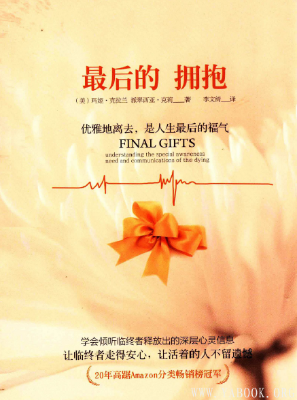 最后的 拥抱
(美)玛姬·克拉兰 派翠西亚·克莉 著 李文绮 译
优雅地离去,是人生最后的福气
FINAL GIFTS
understanding the special awareness
need and communications of the dying
学会倾听临终者释放出的深层心灵信息
让临终者走得安心,让活着的人不留遗憾
20年高踞Amazon分类畅销榜冠军